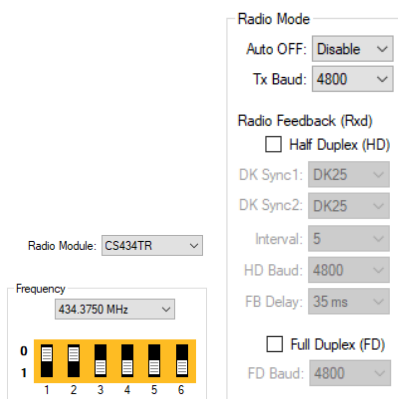 Radio Mode
Auto OFF: Disable
Tx Baud: 4800
Radio Feedback (Rxd)
Half Duplex (HD)
DK Sync1: DK25
DK Sync2: DK25
Interval: 5
HD Baud: 4800
FB Delay: 35 ms
Full Duplex (FD)
FD Baud: 4800
Radio Module: CS434TR
Frequency
434.3750 MHz
0
1
1 2 3 4 5 6